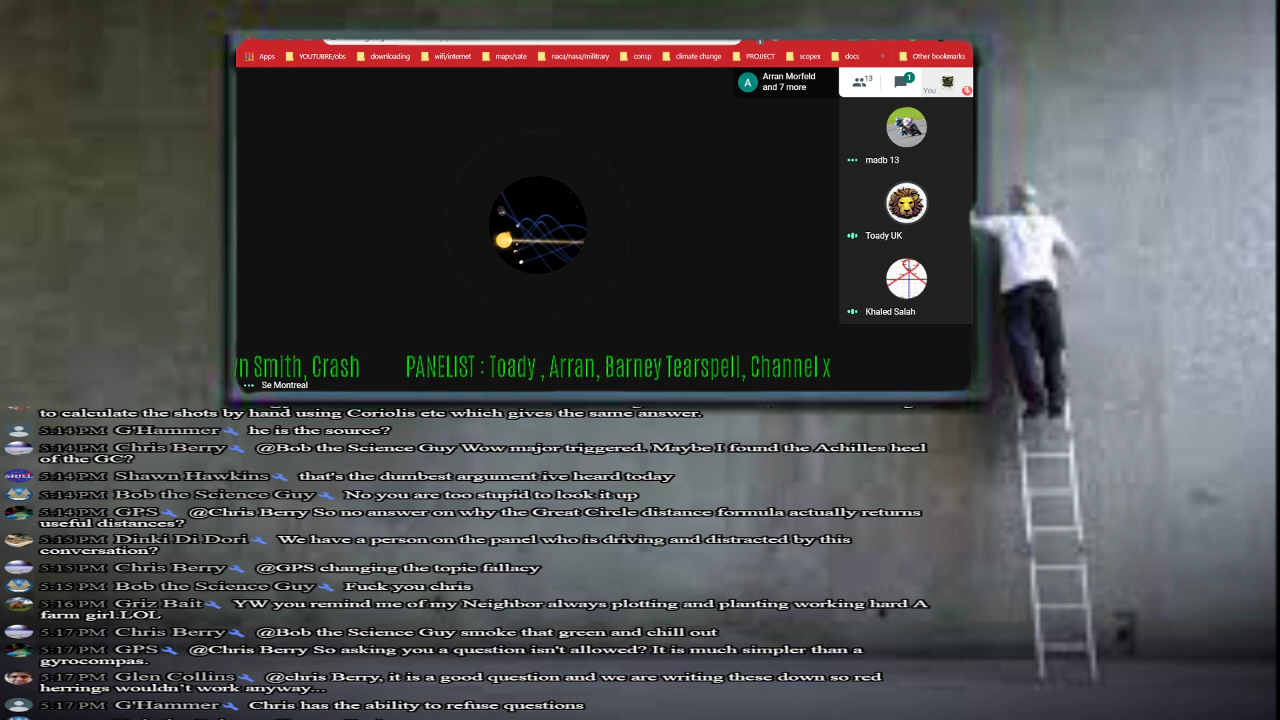 Apps YOUTUBRE/obs downloading wifi/internet maps/sate naca/nasa/military consp climate change PROJECT scopex docs Other bookmarks
A Arran Morfeld
and 7 more
13
1
You
madb 13
Toady UK
Khaled Salah
n Smith, Crash PANELIST : Toady , Arran, Barney Tearspell, Channel x
Se Montreal
to calculate the shots by hand using Coriolis etc which gives the same answer.
5:14 PM G'Hammer he is the source?
5:14 PM Chris Berry @Bob the Science Guy Wow major triggered. Maybe I found the Achilles heel
of the GC?
SHILL 5:14 PM Shawn Hawkins that's the dumbest argument ive heard today
5:14 PM Bob the Science Guy No you are too stupid to look it up
5:14 PM GPS @Chris Berry So no answer on why the Great Circle distance formula actually returns
useful distances?
5:15 PM Dinki Di Dori We have a person on the panel who is driving and distracted by this
conversation?
5:15 PM Chris Berry @GPS changing the topic fallacy
5:15 PM Bob the Science Guy Fuck you chris
5:16 PM Griz Bait YW you remind me of my Neighbor always plotting and planting working hard A
farm girl.LOL
5:17 PM Chris Berry @Bob the Science Guy smoke that green and chill out
5:17 PM GPS @Chris Berry So asking you a question isn't allowed? It is much simpler than a
gyrocompas.
5:17 PM Glen Collins @chris Berry, it is a good question and we are writing these down so red
herrings wouldn't work anyway...
5:17 PM G'Hammer Chris has the ability to refuse questions